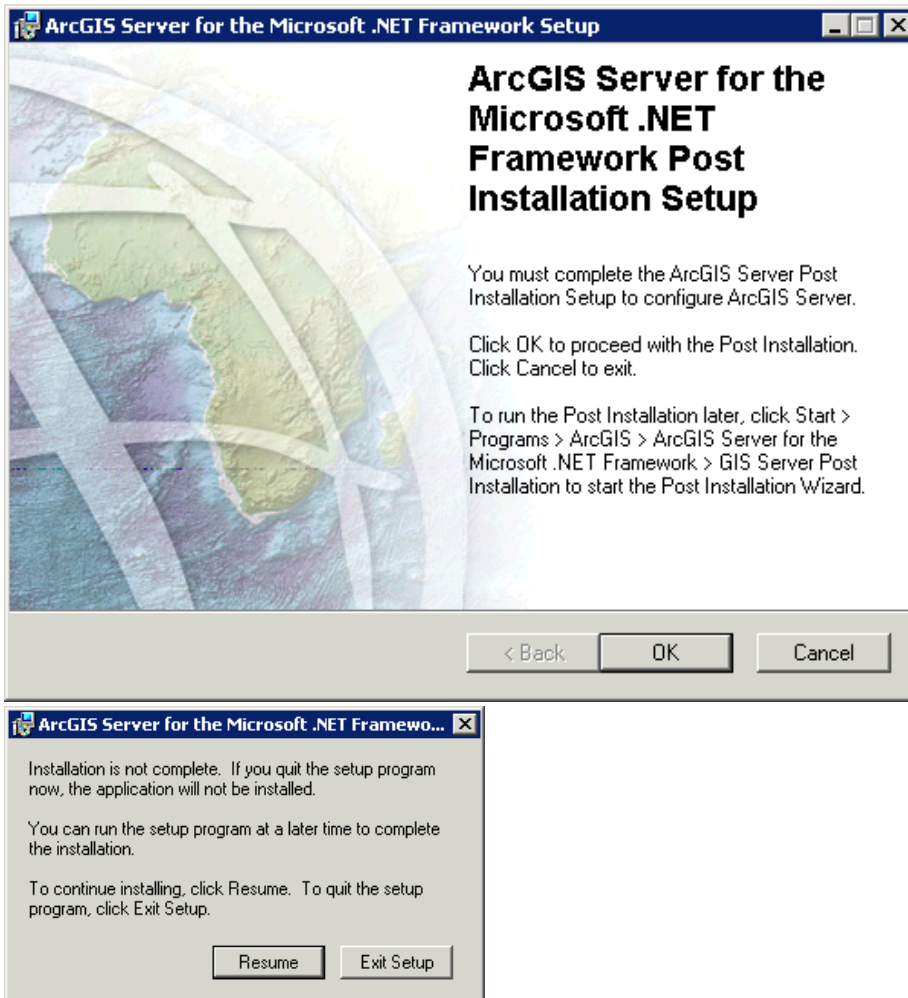 ArcGIS Server for the Microsoft .NET Framework Setup
ArcGIS Server for the
Microsoft .NET
Framework Post
Installation Setup
You must complete the ArcGIS Server Post
Installation Setup to configure ArcGIS Server.
Click OK to proceed with the Post Installation.
Click Cancel to exit.
To run the Post Installation later, click Start >
Programs > ArcGIS > ArcGIS Server for the
Microsoft .NET Framework > GIS Server Post
Installation to start the Post Installation Wizard.
< Back
OK
Cancel
ArcGIS Server for the Microsoft .NET Framewo...
Installation is not complete.  If you quit the setup program
now, the application will not be installed.
You can run the setup program at a later time to complete
the installation.
To continue installing, click Resume.  To quit the setup
program, click Exit Setup.
Resume
Exit Setup